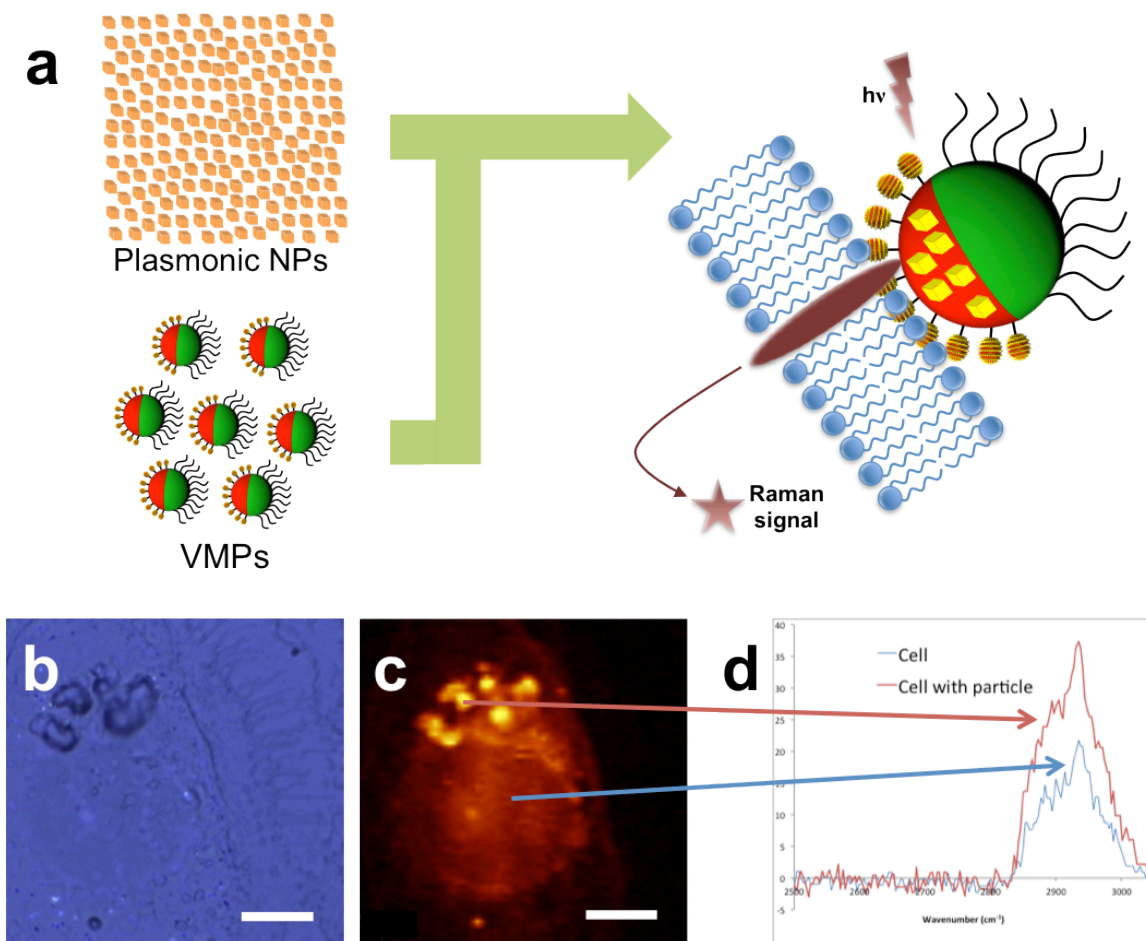 a
Plasmonic NPs
VMPs
hν
Raman
signal
b
c
d
Cell
Cell with particle
40
35
30
25
20
15
10
5
0
-5
2500
2600
2700
2800
2900
3000
Wavenumber (cm⁻¹)